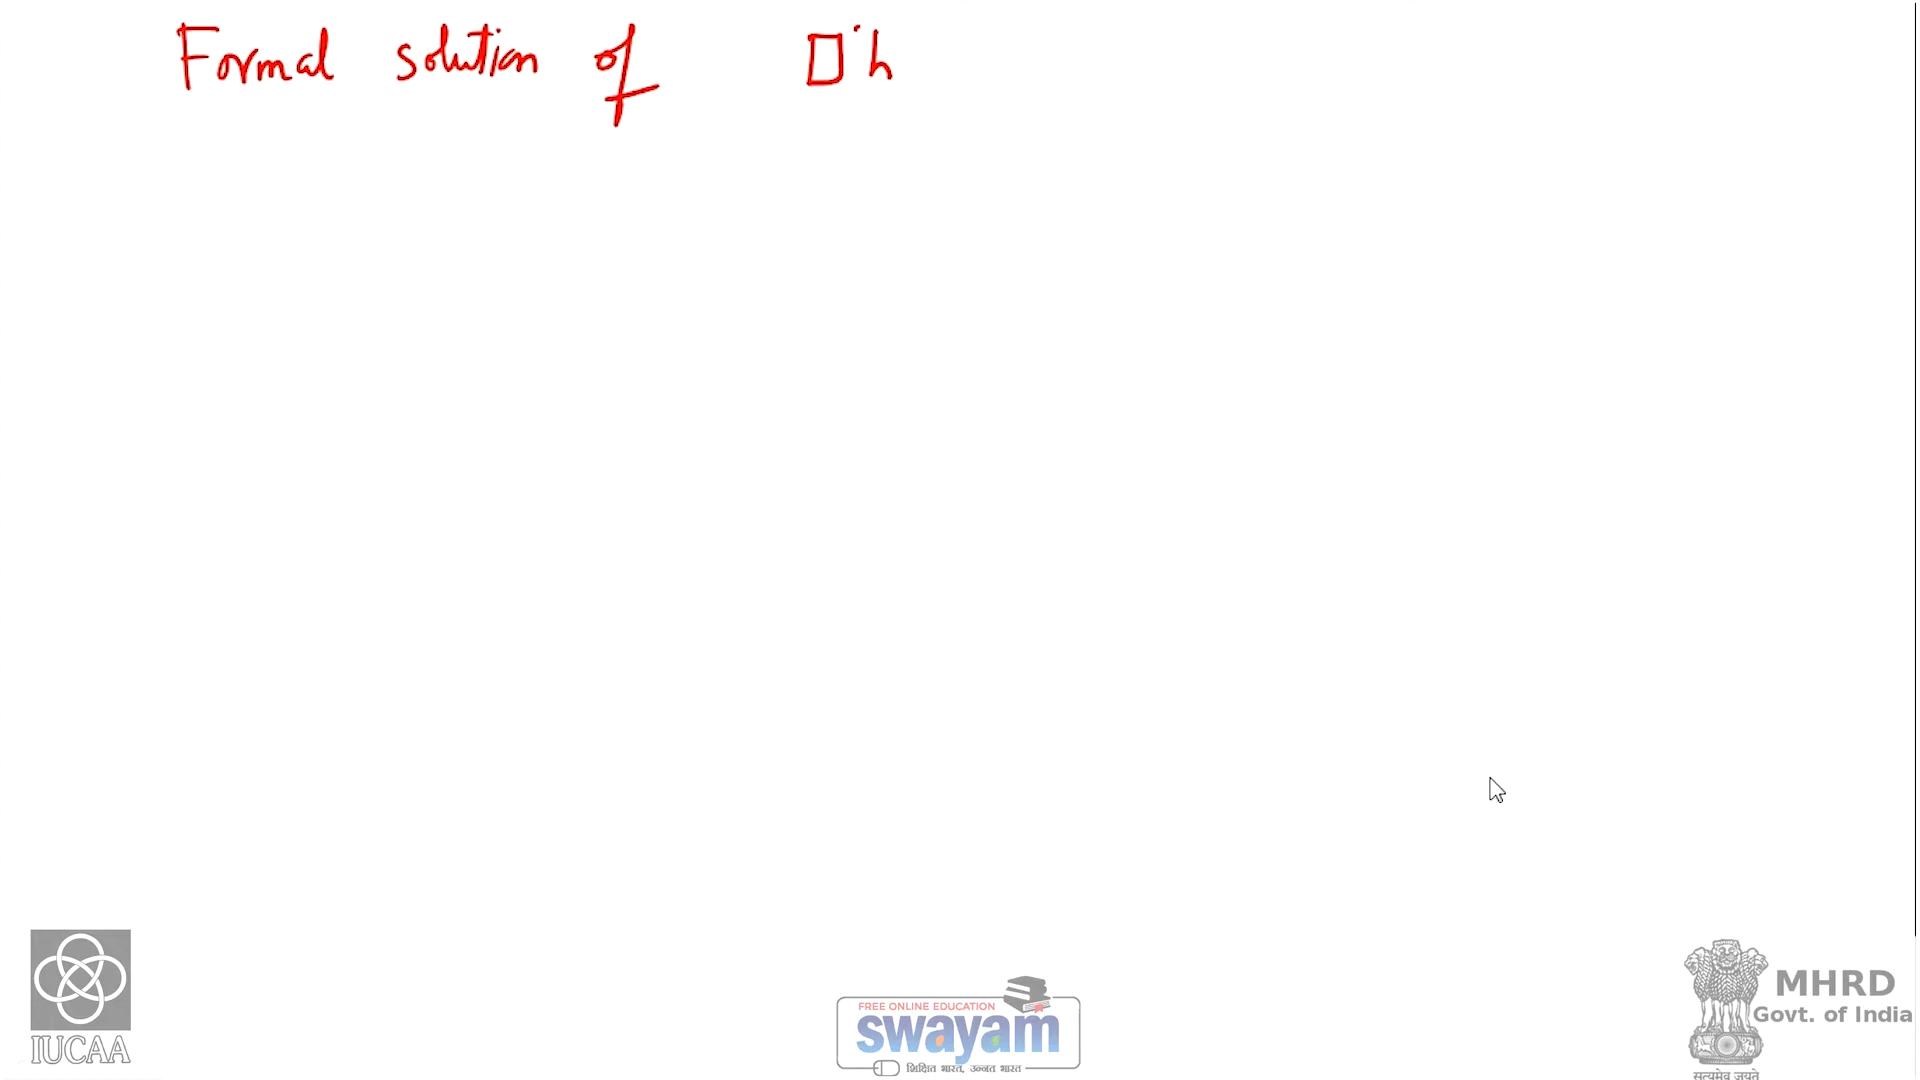 Formal solution of □ h
IUCAA
FREE ONLINE EDUCATION
swayam
शिक्षित भारत, उन्नत भारत
MHRD
Govt. of India
सत्यमेव जयते